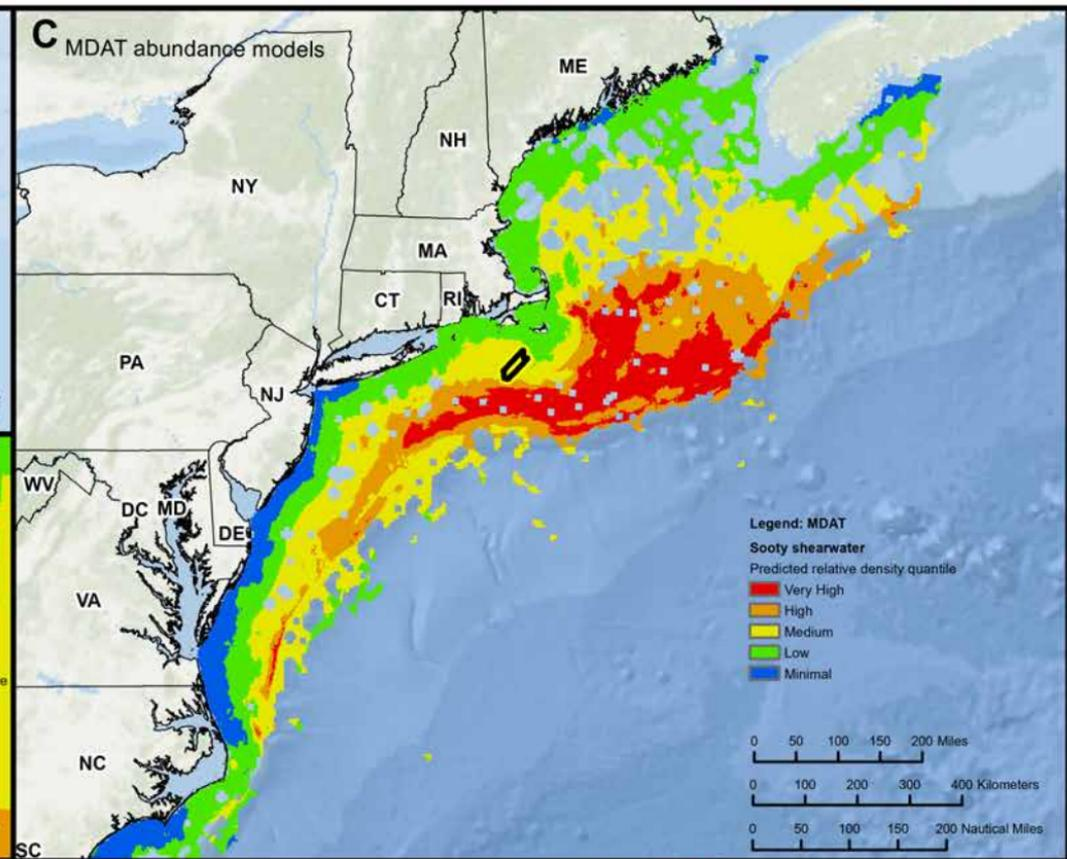 C MDAT abundance models
ME
NH
NY
MA
CT RI
PA
NJ
WV
DC MD
DE
VA
NC
SC
e
Legend: MDAT
Sooty shearwater
Predicted relative density quantile
Very High
High
Medium
Low
Minimal
0 50 100 150 200 Miles
0 100 200 300 400 Kilometers
0 50 100 150 200 Nautical Miles